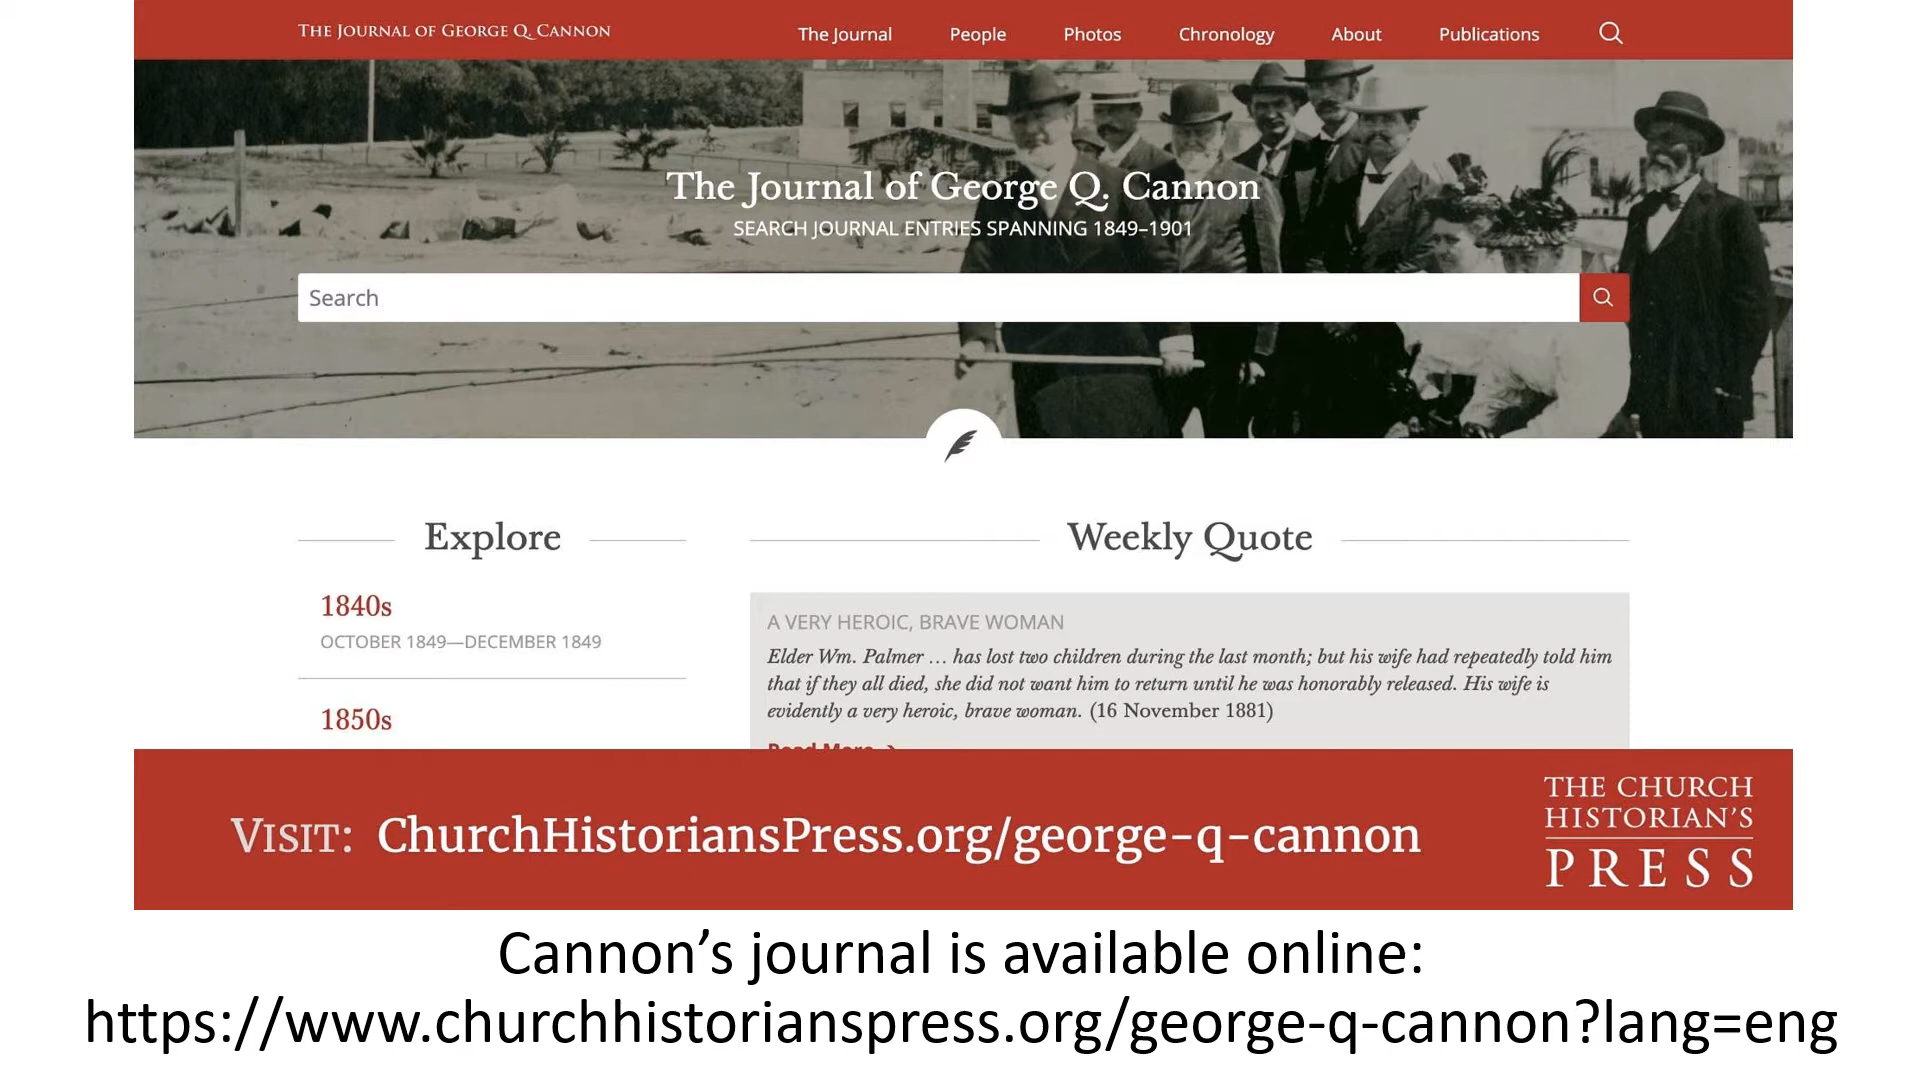 THE JOURNAL OF GEORGE Q. CANNON
The Journal People Photos Chronology About Publications
The Journal of George Q. Cannon
SEARCH JOURNAL ENTRIES SPANNING 1849–1901
Search
Explore
1840s
OCTOBER 1849—DECEMBER 1849
1850s
Weekly Quote
A VERY HEROIC, BRAVE WOMAN
Elder Wm. Palmer … has lost two children during the last month; but his wife had repeatedly told him
that if they all died, she did not want him to return until he was honorably released. His wife is
evidently a very heroic, brave woman. (16 November 1881)
Read More
VISIT: ChurchHistoriansPress.org/george-q-cannon
THE CHURCH
HISTORIAN'S
PRESS
Cannon’s journal is available online:
https://www.churchhistorianspress.org/george-q-cannon?lang=eng